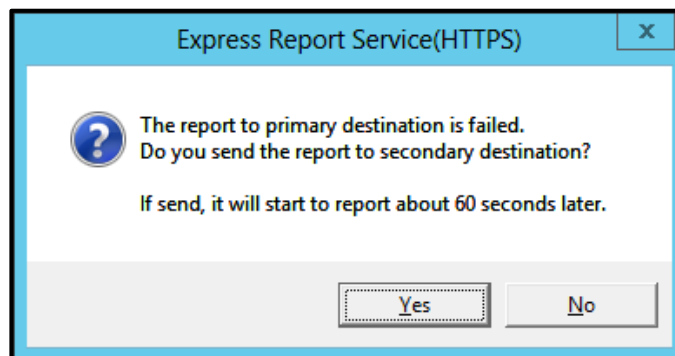 Express Report Service(HTTPS)
x
?
The report to primary destination is failed.
Do you send the report to secondary destination?
If send, it will start to report about 60 seconds later.
Yes
No